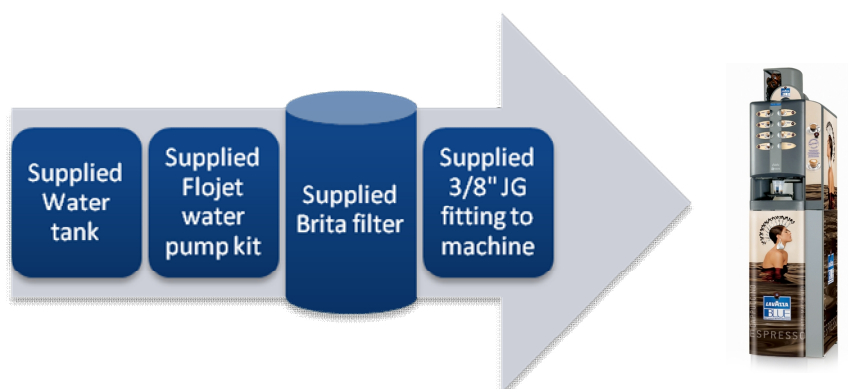 Supplied
Water
tank
Supplied
Flojet
water
pump kit
Supplied
Brita filter
Supplied
3/8" JG
fitting to
machine
LAVAZZA
BLUE
ESPRESSO